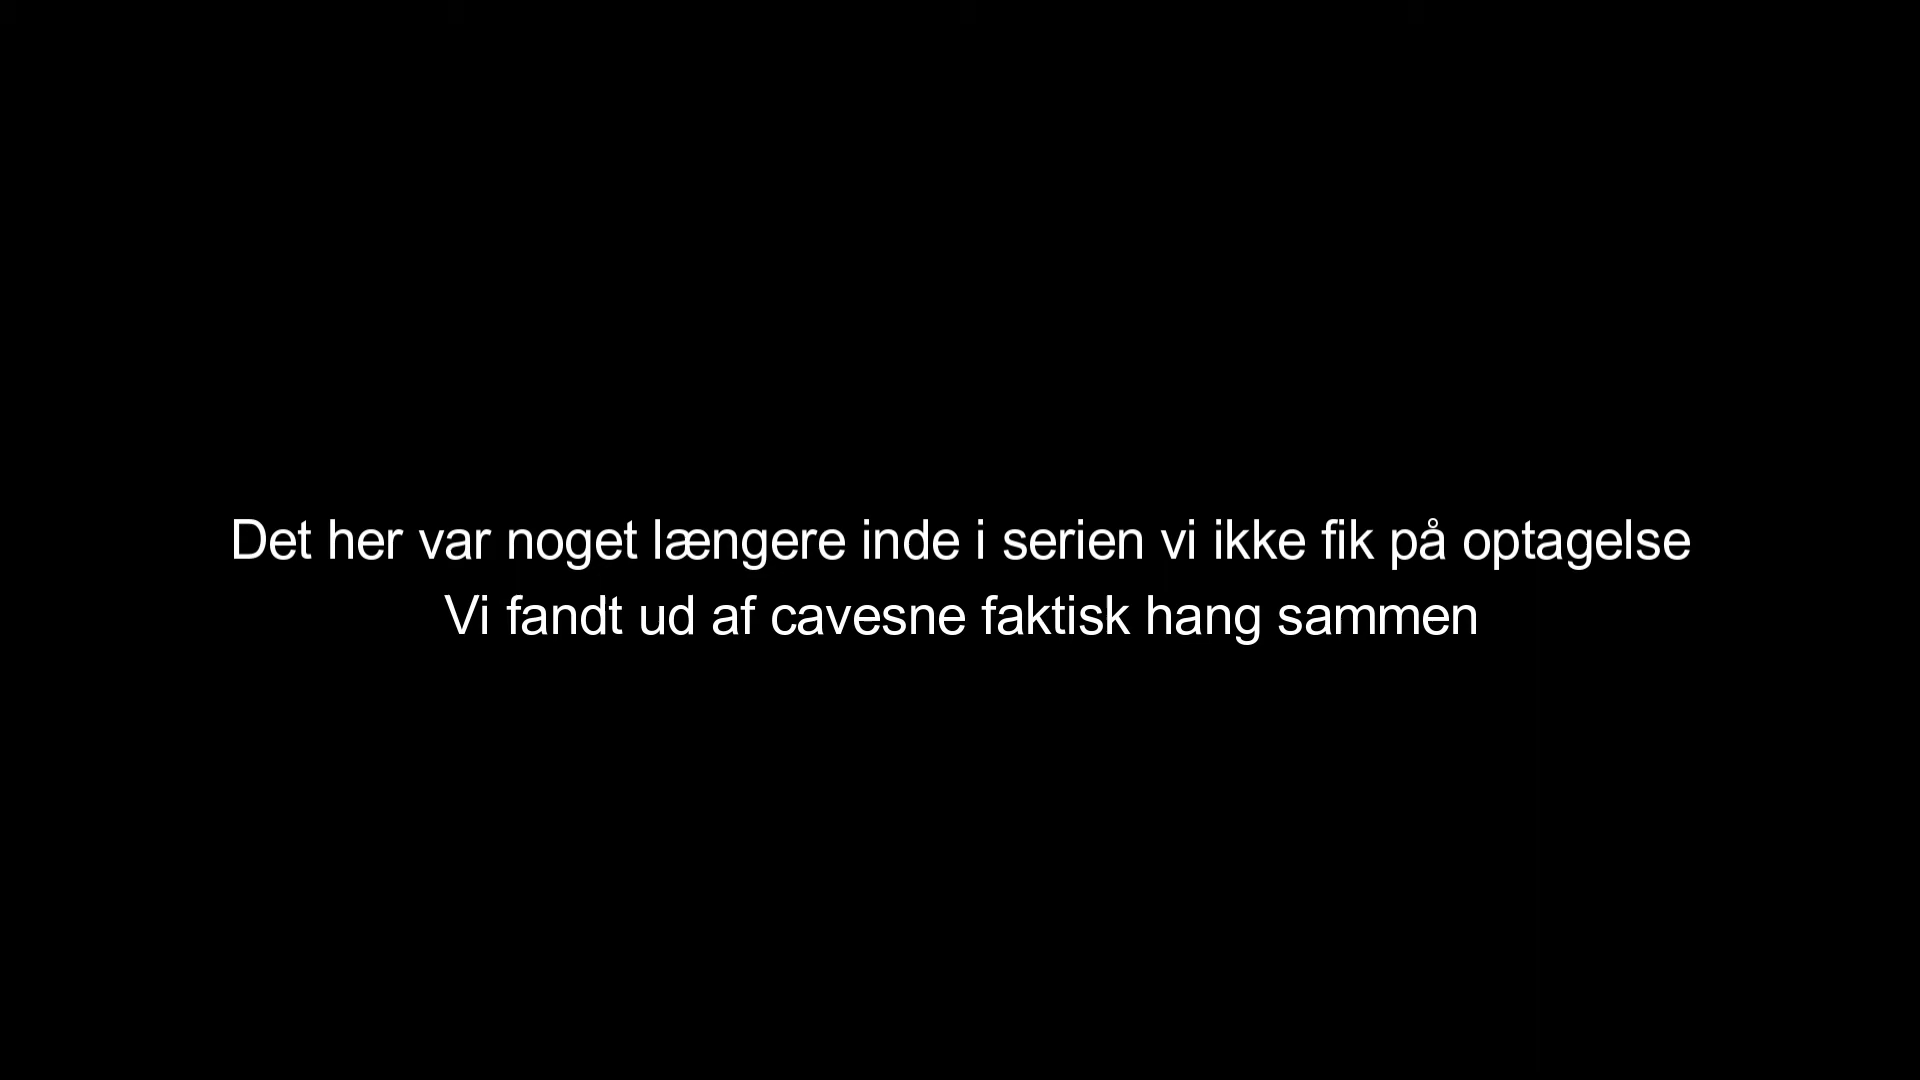 Det her var noget længere inde i serien vi ikke fik på optagelse
Vi fandt ud af cavesne faktisk hang sammen